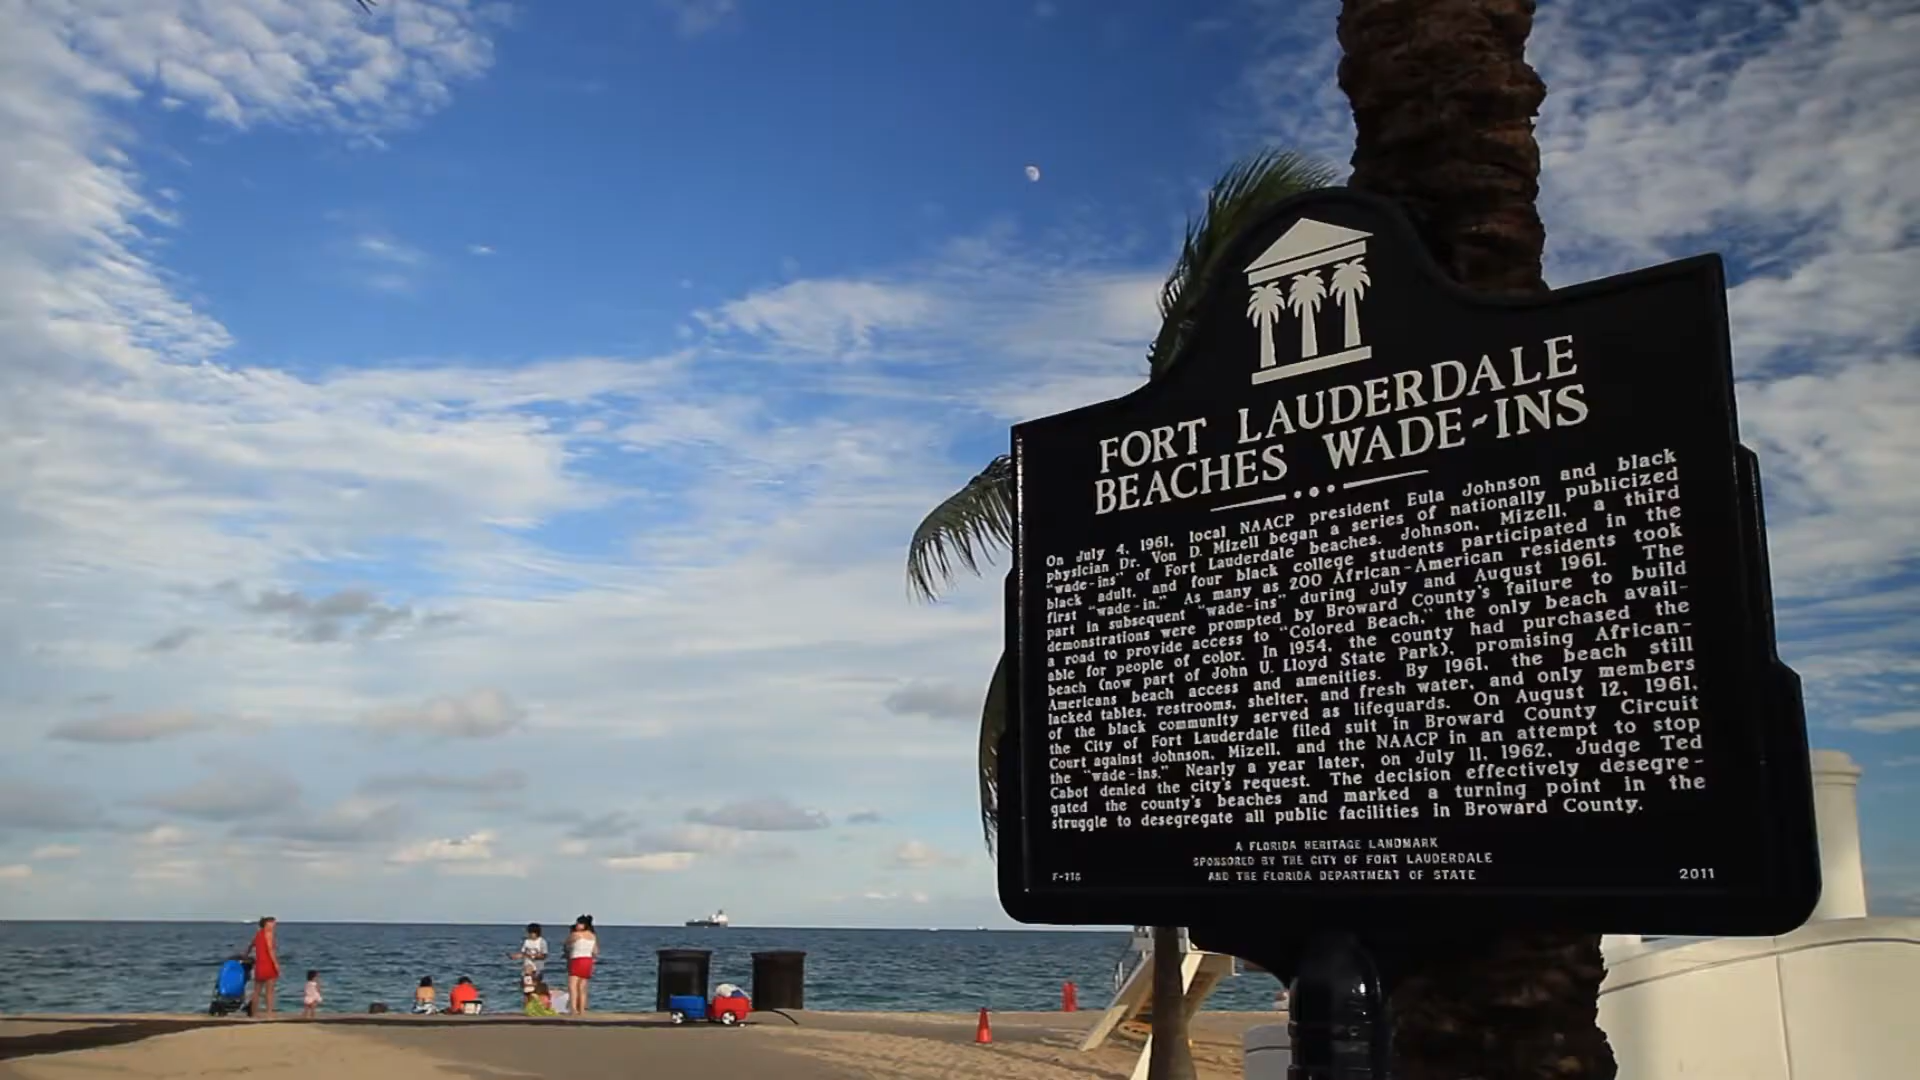 FORT LAUDERDALE
BEACHES WADE-INS
On July 4, 1961, local NAACP president Eula Johnson and black
physician Dr. Von D. Mizell began a series of nationally publicized
"wade-ins" of Fort Lauderdale beaches. Johnson, Mizell, a third
black adult, and four black college students participated in the
first "wade-in." As many as 200 African-American residents took
part in subsequent "wade-ins" during July and August 1961. The
demonstrations were prompted by Broward County's failure to build
a road to provide access to "Colored Beach," the only beach avail-
able for people of color. In 1954, the county had purchased the
beach (now part of John U. Lloyd State Park), promising African-
Americans beach access and amenities. By 1961, the beach still
lacked tables, restrooms, shelter, and fresh water, and only members
of the black community served as lifeguards. On August 12, 1961,
the City of Fort Lauderdale filed suit in Broward County Circuit
Court against Johnson, Mizell, and the NAACP in an attempt to stop
the "wade-ins." Nearly a year later, on July 11, 1962, Judge Ted
Cabot denied the city's request. The decision effectively desegre-
gated the county's beaches and marked a turning point in the
struggle to desegregate all public facilities in Broward County.
A FLORIDA HERITAGE LANDMARK
SPONSORED BY THE CITY OF FORT LAUDERDALE
AND THE FLORIDA DEPARTMENT OF STATE
2011